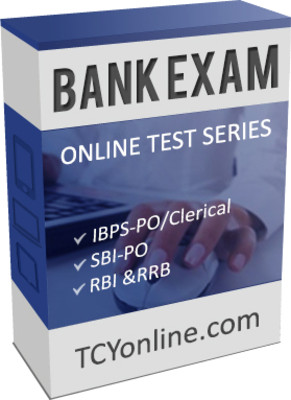 BANK EXAM
ONLINE TEST SERIES
IBPS-PO/Clerical
SBI-PO
RBI &RRB
TCYonline.com